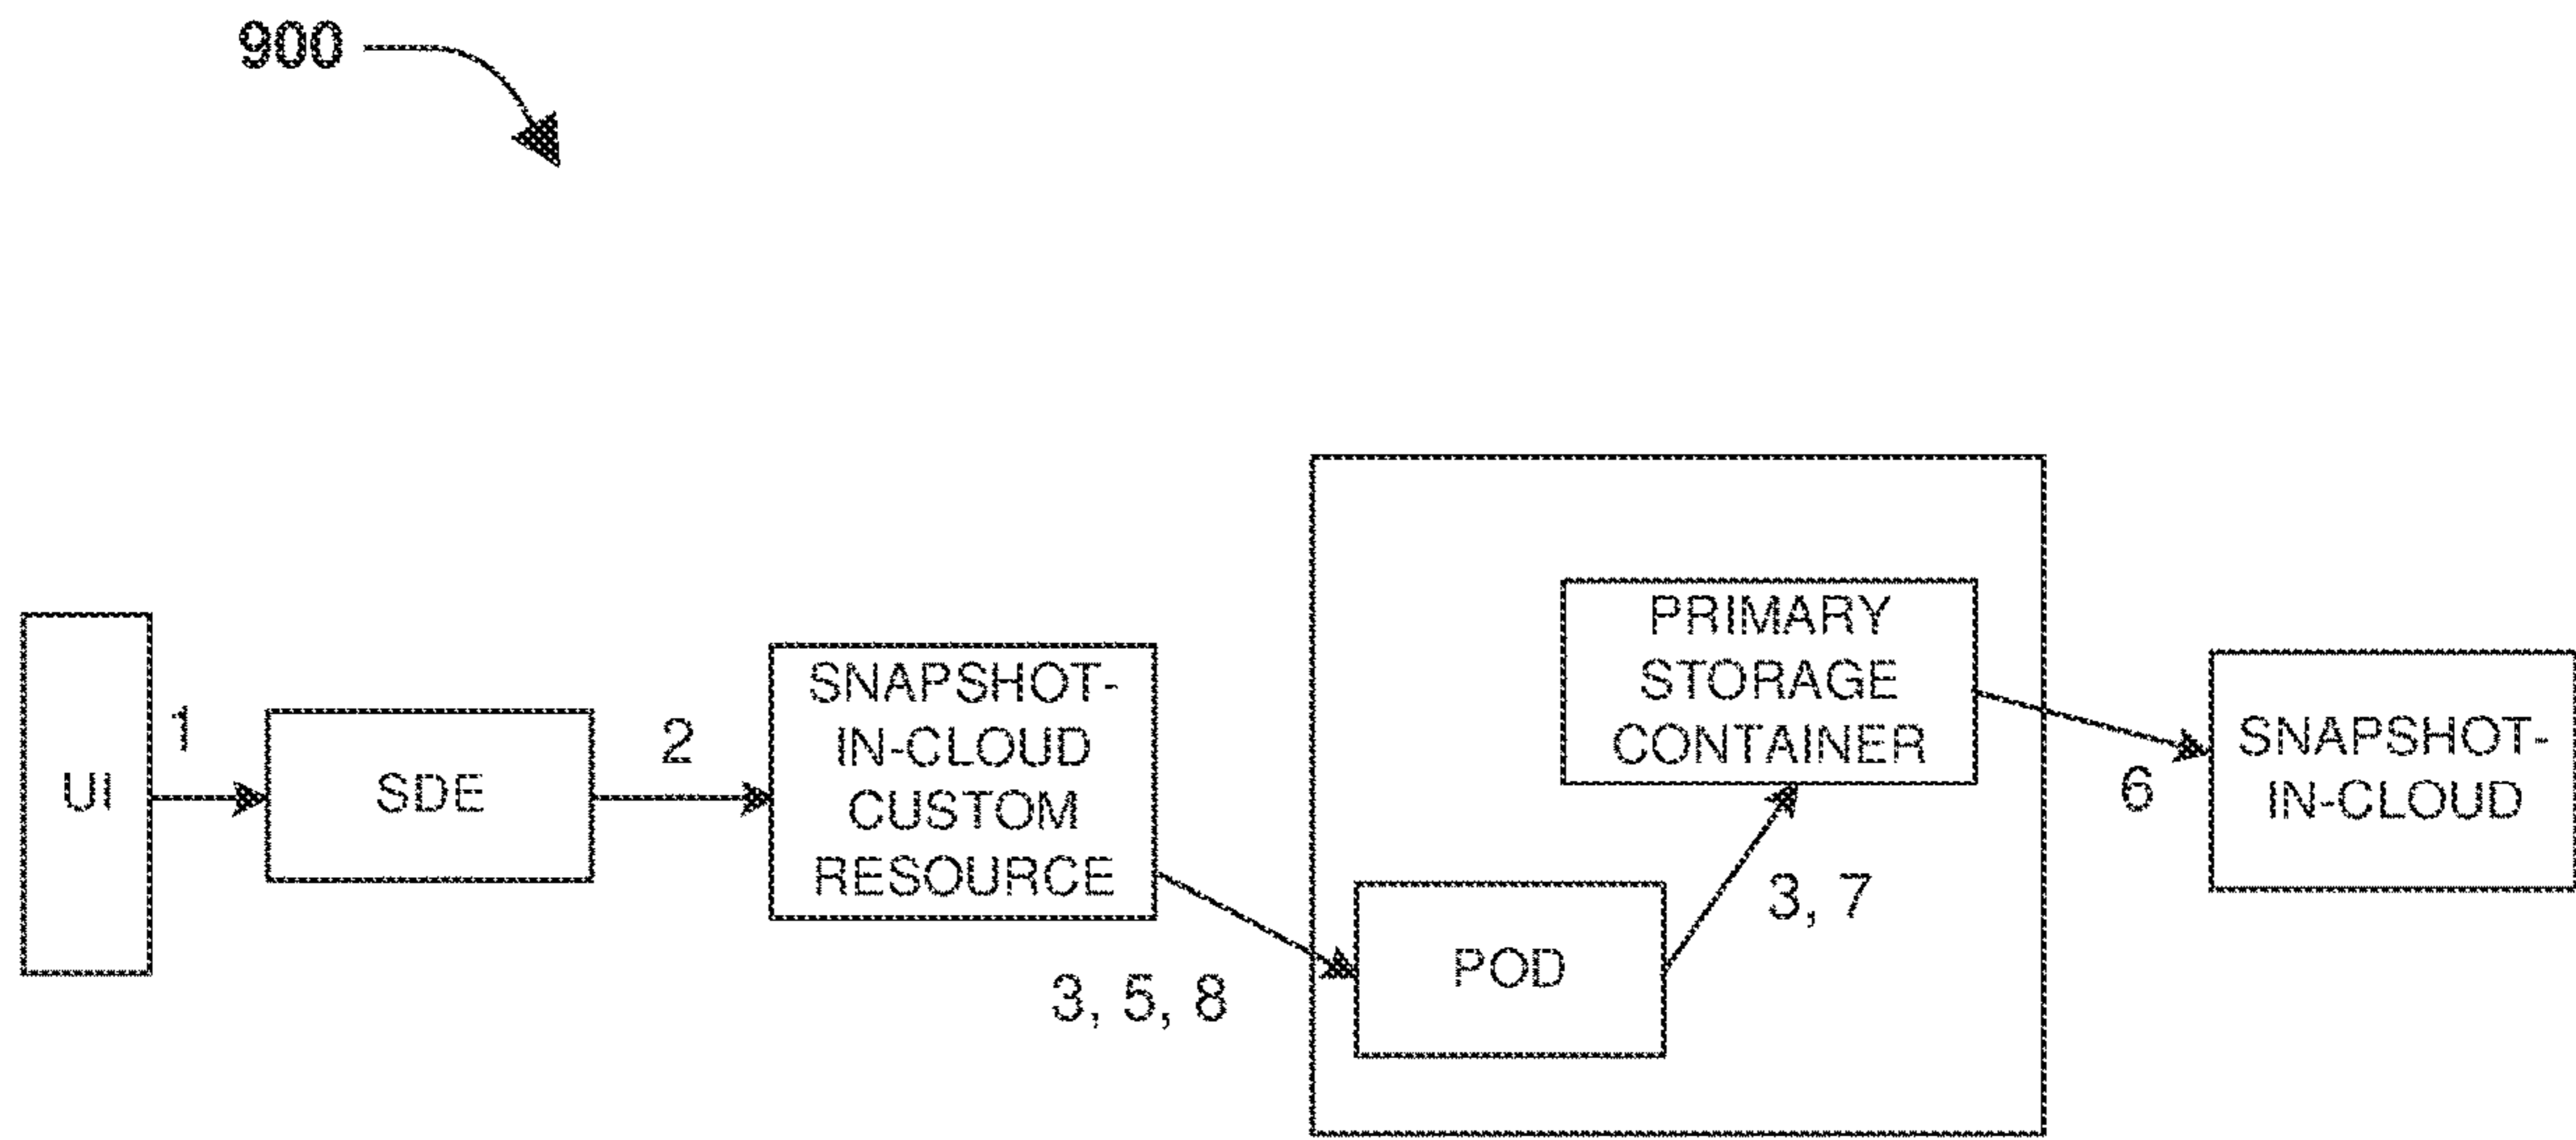 900
UI
1
SDE
2
SNAPSHOT-
IN-CLOUD
CUSTOM
RESOURCE
3, 5, 8
POD
3, 7
PRIMARY
STORAGE
CONTAINER
6
SNAPSHOT-
IN-CLOUD